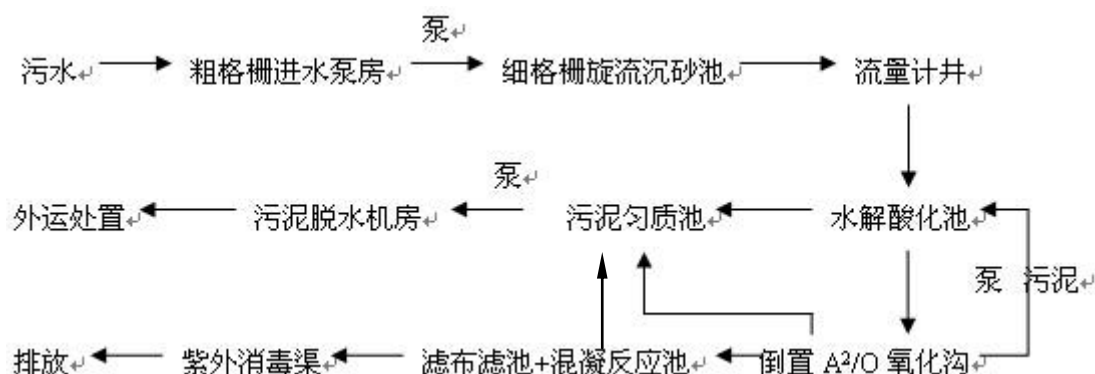 泵
污水 粗格栅进水泵房 细格栅旋流沉砂池 流量计井
泵
外运处置 污泥脱水机房 污泥匀质池 水解酸化池
泵 污泥
排放 紫外消毒渠 滤布滤池+混凝反应池 倒置 A²/O 氧化沟